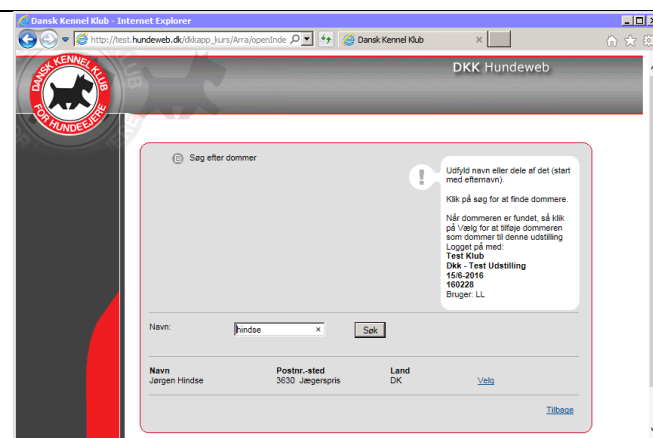 Dansk Kennel Klub - Internet Explorer
http://test.hundeweb.dk/dkkapp_kurs/Arra/openInde
Dansk Kennel Klub
DANSK KENNEL KLUB
FOR HUNDEEJERE
DKK Hundeweb
Søg efter dommer
Udfyld navn eller dele af det (start
med efternavn).
Klik på søg for at finde dommere.
Når dommeren er fundet, så klik
på Vælg for at tilføje dommeren
som dommer til denne udstilling
Logget på med:
Test Klub
Dkk - Test Udstilling
15/6-2016
160228
Bruger: LL
Navn: hindse Søk
Navn Postnr.-sted Land
Jørgen Hindse 3630 Jægerspris DK Velg
Tilbage